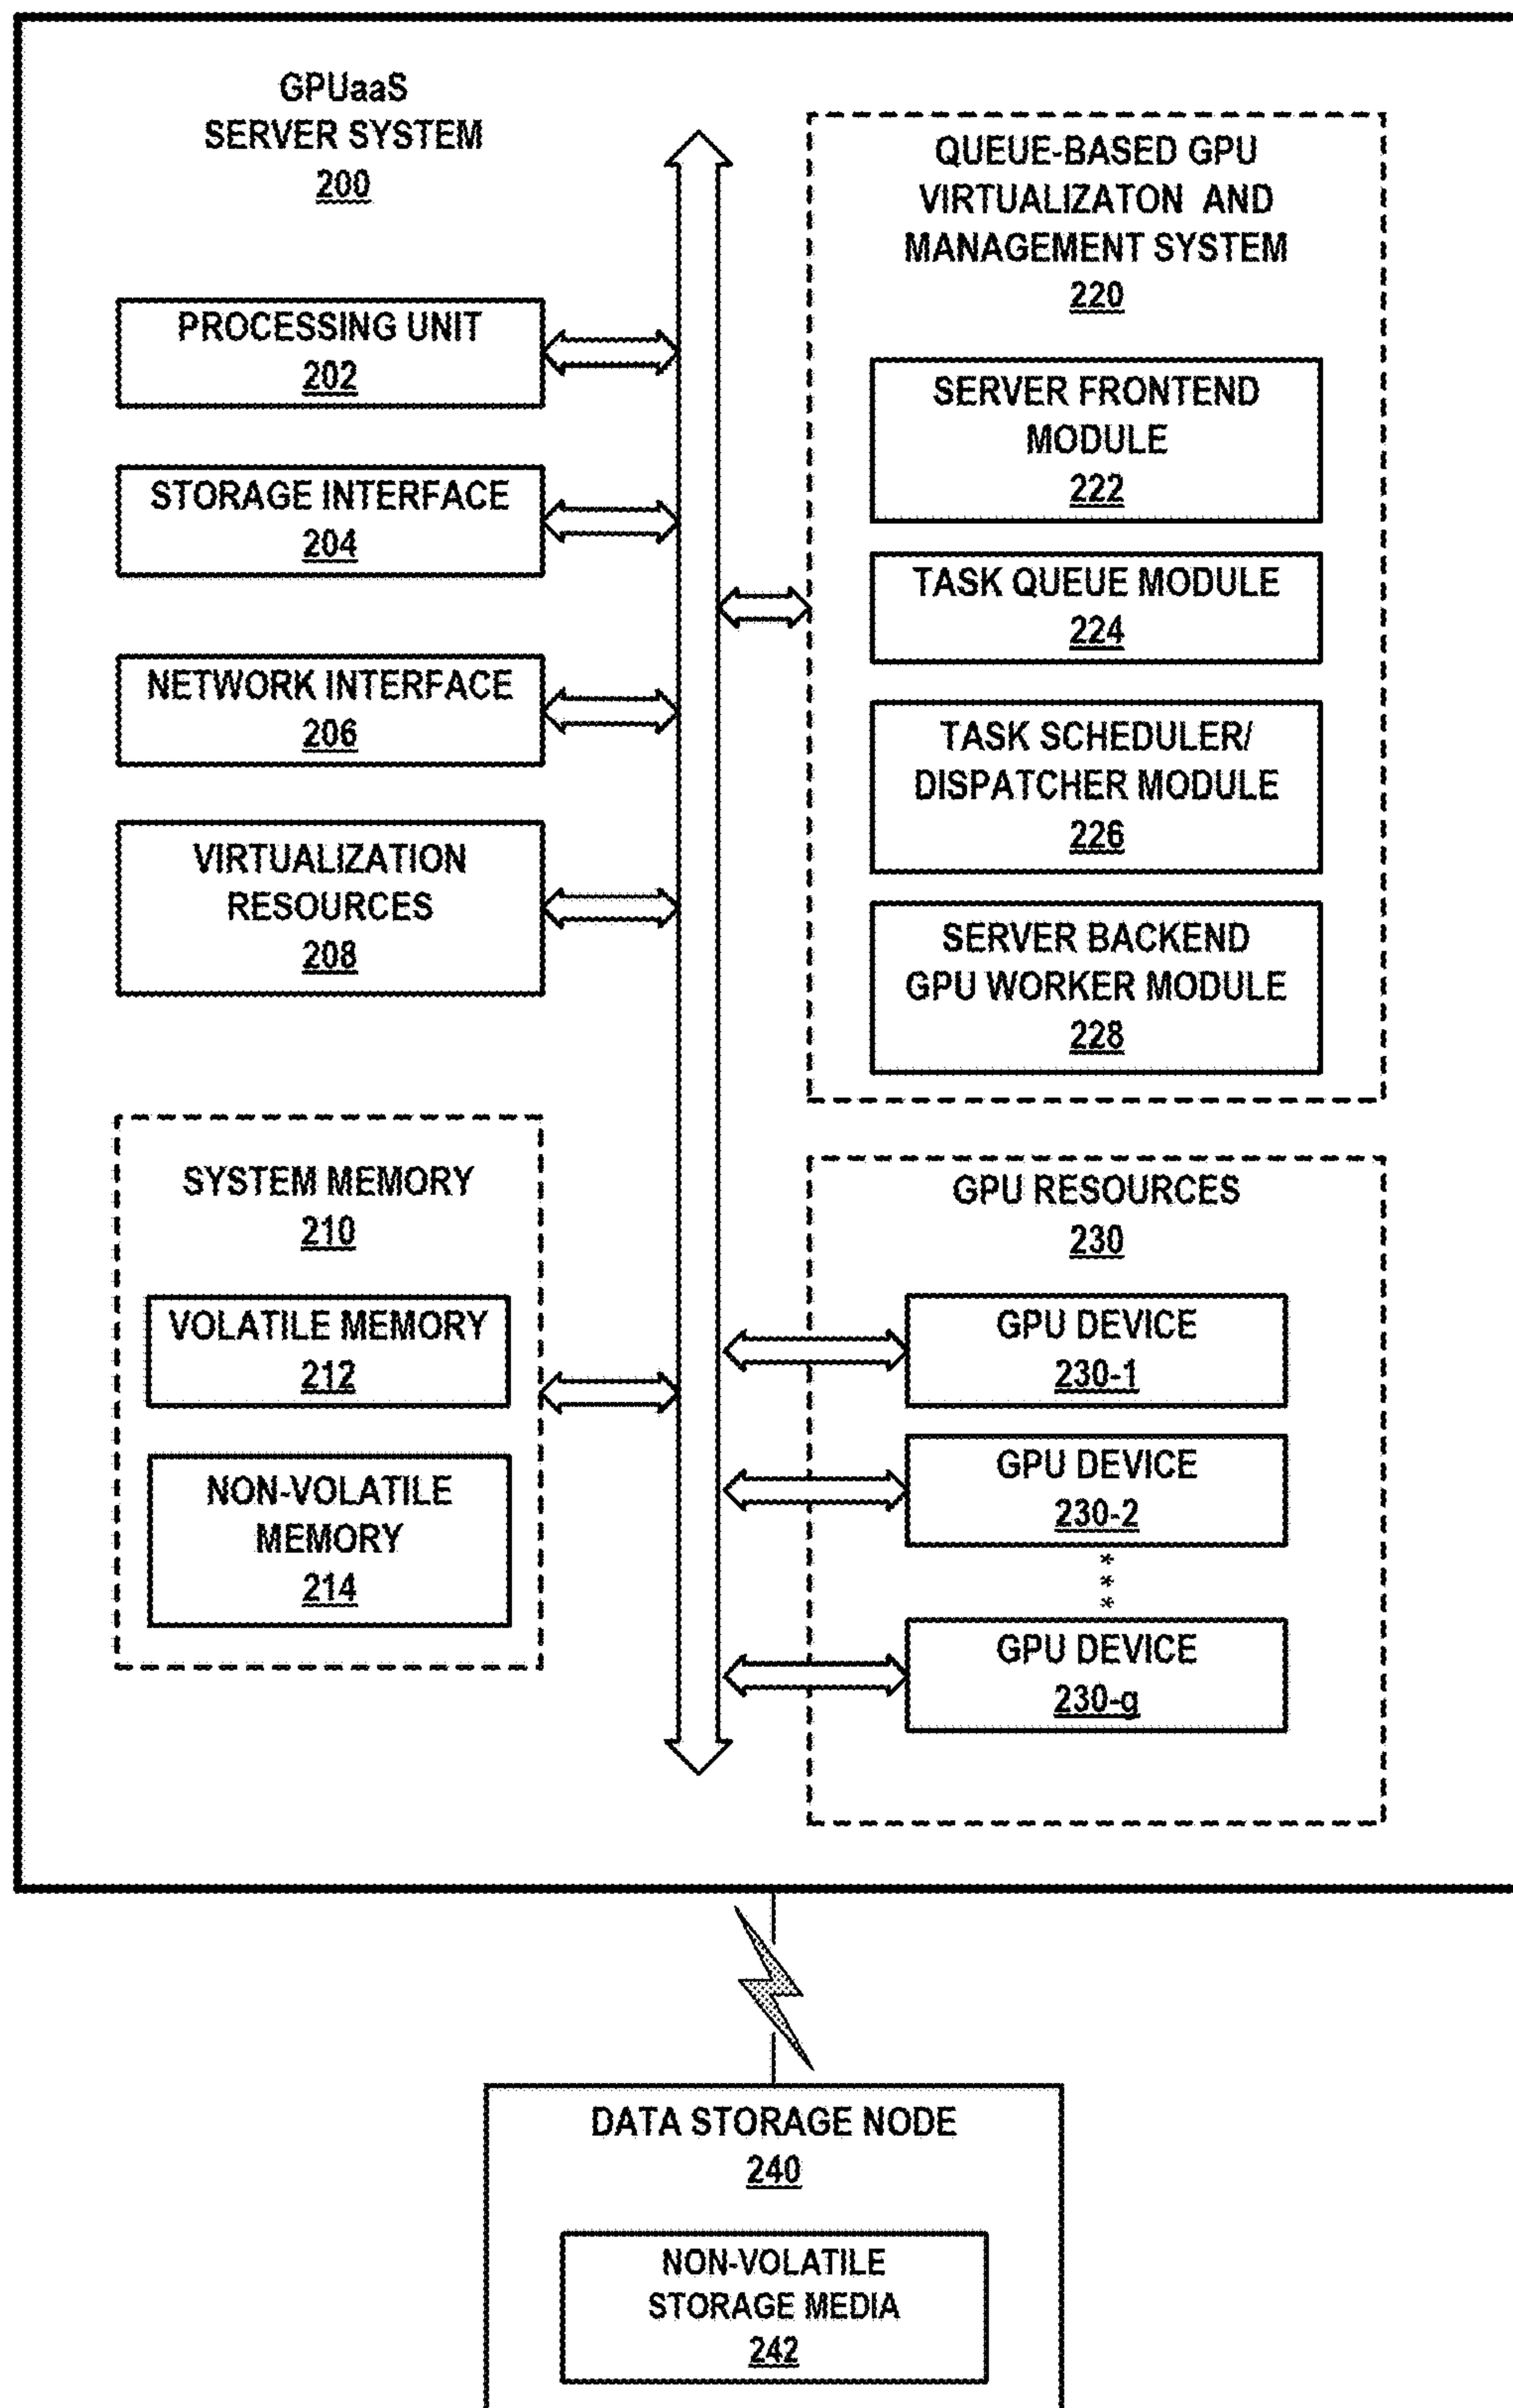 GPUaaS
SERVER SYSTEM
200
PROCESSING UNIT
202
STORAGE INTERFACE
204
NETWORK INTERFACE
206
VIRTUALIZATION
RESOURCES
208
SYSTEM MEMORY
210
VOLATILE MEMORY
212
NON-VOLATILE
MEMORY
214
QUEUE-BASED GPU
VIRTUALIZATON AND
MANAGEMENT SYSTEM
220
SERVER FRONTEND
MODULE
222
TASK QUEUE MODULE
224
TASK SCHEDULER/
DISPATCHER MODULE
226
SERVER BACKEND
GPU WORKER MODULE
228
GPU RESOURCES
230
GPU DEVICE
230-1
GPU DEVICE
230-2
*
*
*
GPU DEVICE
230-g
DATA STORAGE NODE
240
NON-VOLATILE
STORAGE MEDIA
242